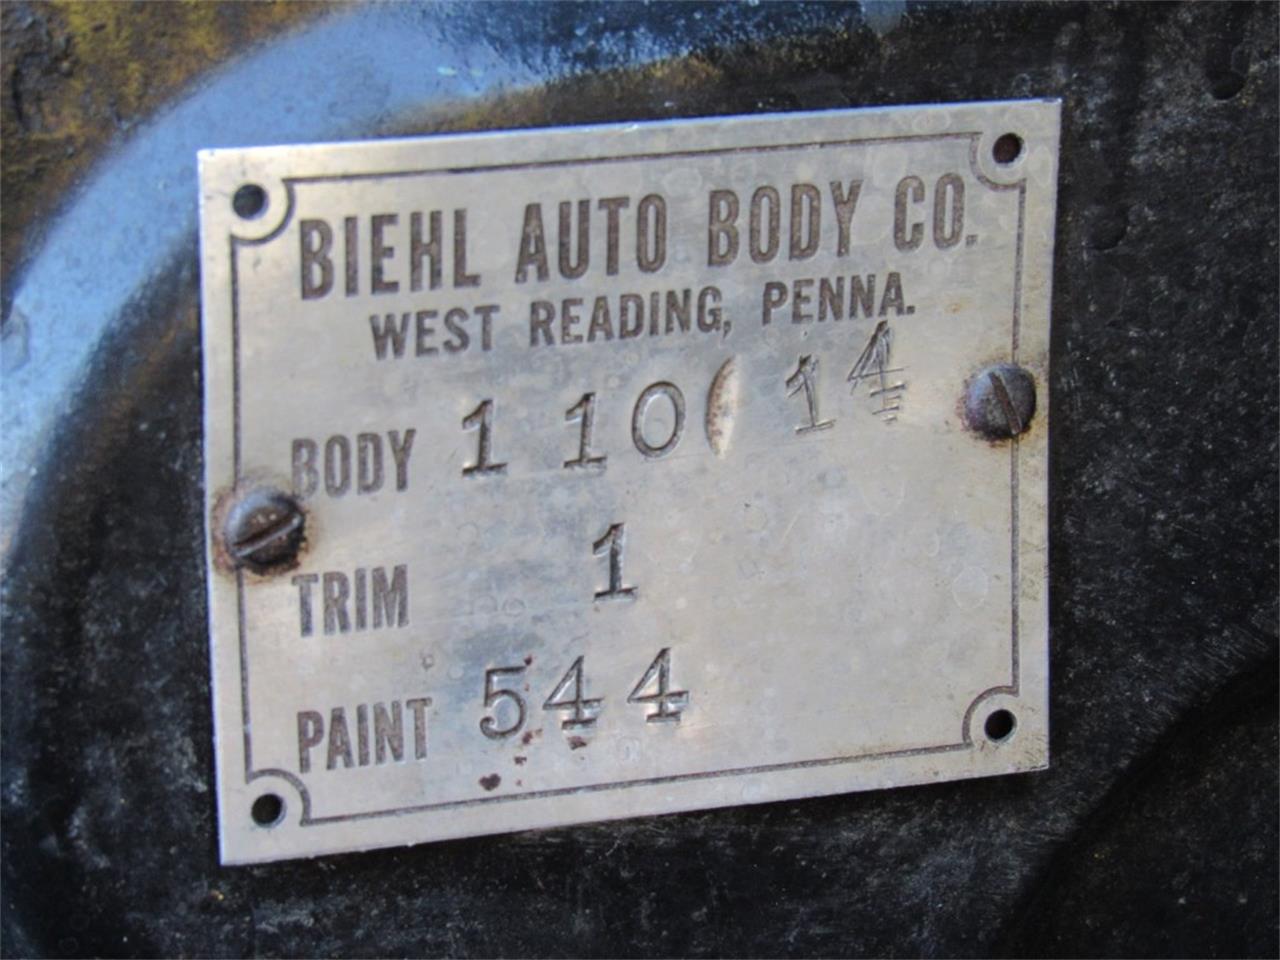 BIEHL AUTO BODY CO.
WEST READING, PENNA.
BODY 110 14
TRIM 1
PAINT 544